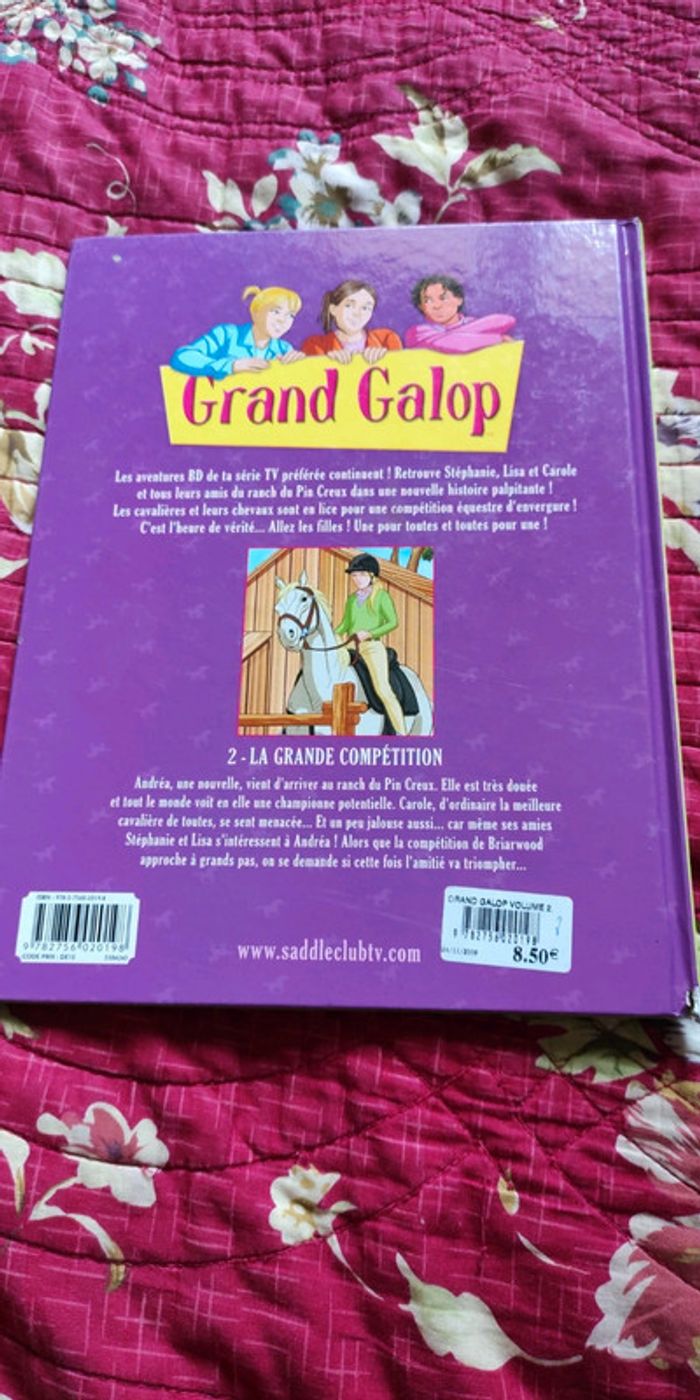 Grand Galop
Les aventures BD de ta série TV préférée continuent ! Retrouve Stéphanie, Lisa et Carole
et tous leurs amis du ranch du Pin Creux dans une nouvelle histoire palpitante !
Les cavalières et leurs chevaux sont en lice pour une compétition équestre d'envergure !
C'est l'heure de vérité... Allez les filles ! Une pour toutes et toutes pour une !
2 - LA GRANDE COMPÉTITION
Andréa, une nouvelle, vient d'arriver au ranch du Pin Creux. Elle est très douée
et tout le monde voit en elle une championne potentielle. Carole, d'ordinaire la meilleure
cavalière de toutes, se sent menacée... Et un peu jalouse aussi... car même ses amies
Stéphanie et Lisa s'intéressent à Andréa ! Alors que la compétition de Briarwood
approche à grands pas, on se demande si cette fois l'amitié va triompher...
9 782756 020198
www.saddleclubtv.com
GRAND GALOP VOLUME 2
9 782756 020198
8.50€